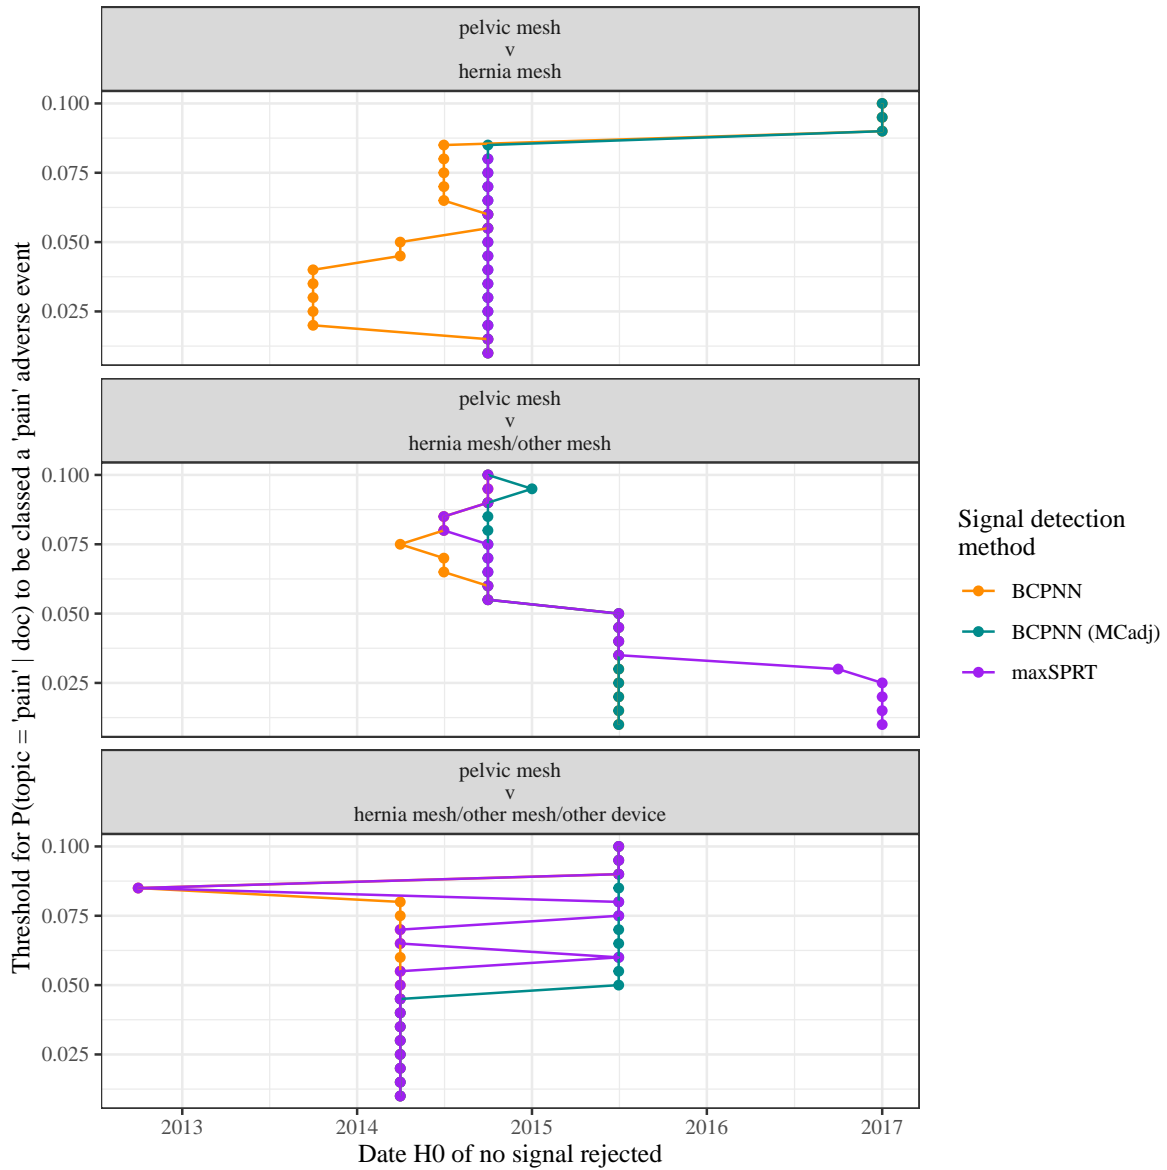 pelvic mesh
v
hernia mesh
0.100
0.075
0.050
0.025
pelvic mesh
v
hernia mesh/other mesh
0.100
0.075
0.050
0.025
pelvic mesh
v
hernia mesh/other mesh/other device
0.100
0.075
0.050
0.025
2013
2014
2015
2016
2017
Date H0 of no signal rejected
Threshold for P(topic = 'pain' | doc) to be classed a 'pain' adverse event
Signal detection
method
BCPNN
BCPNN (MCadj)
maxSPRT